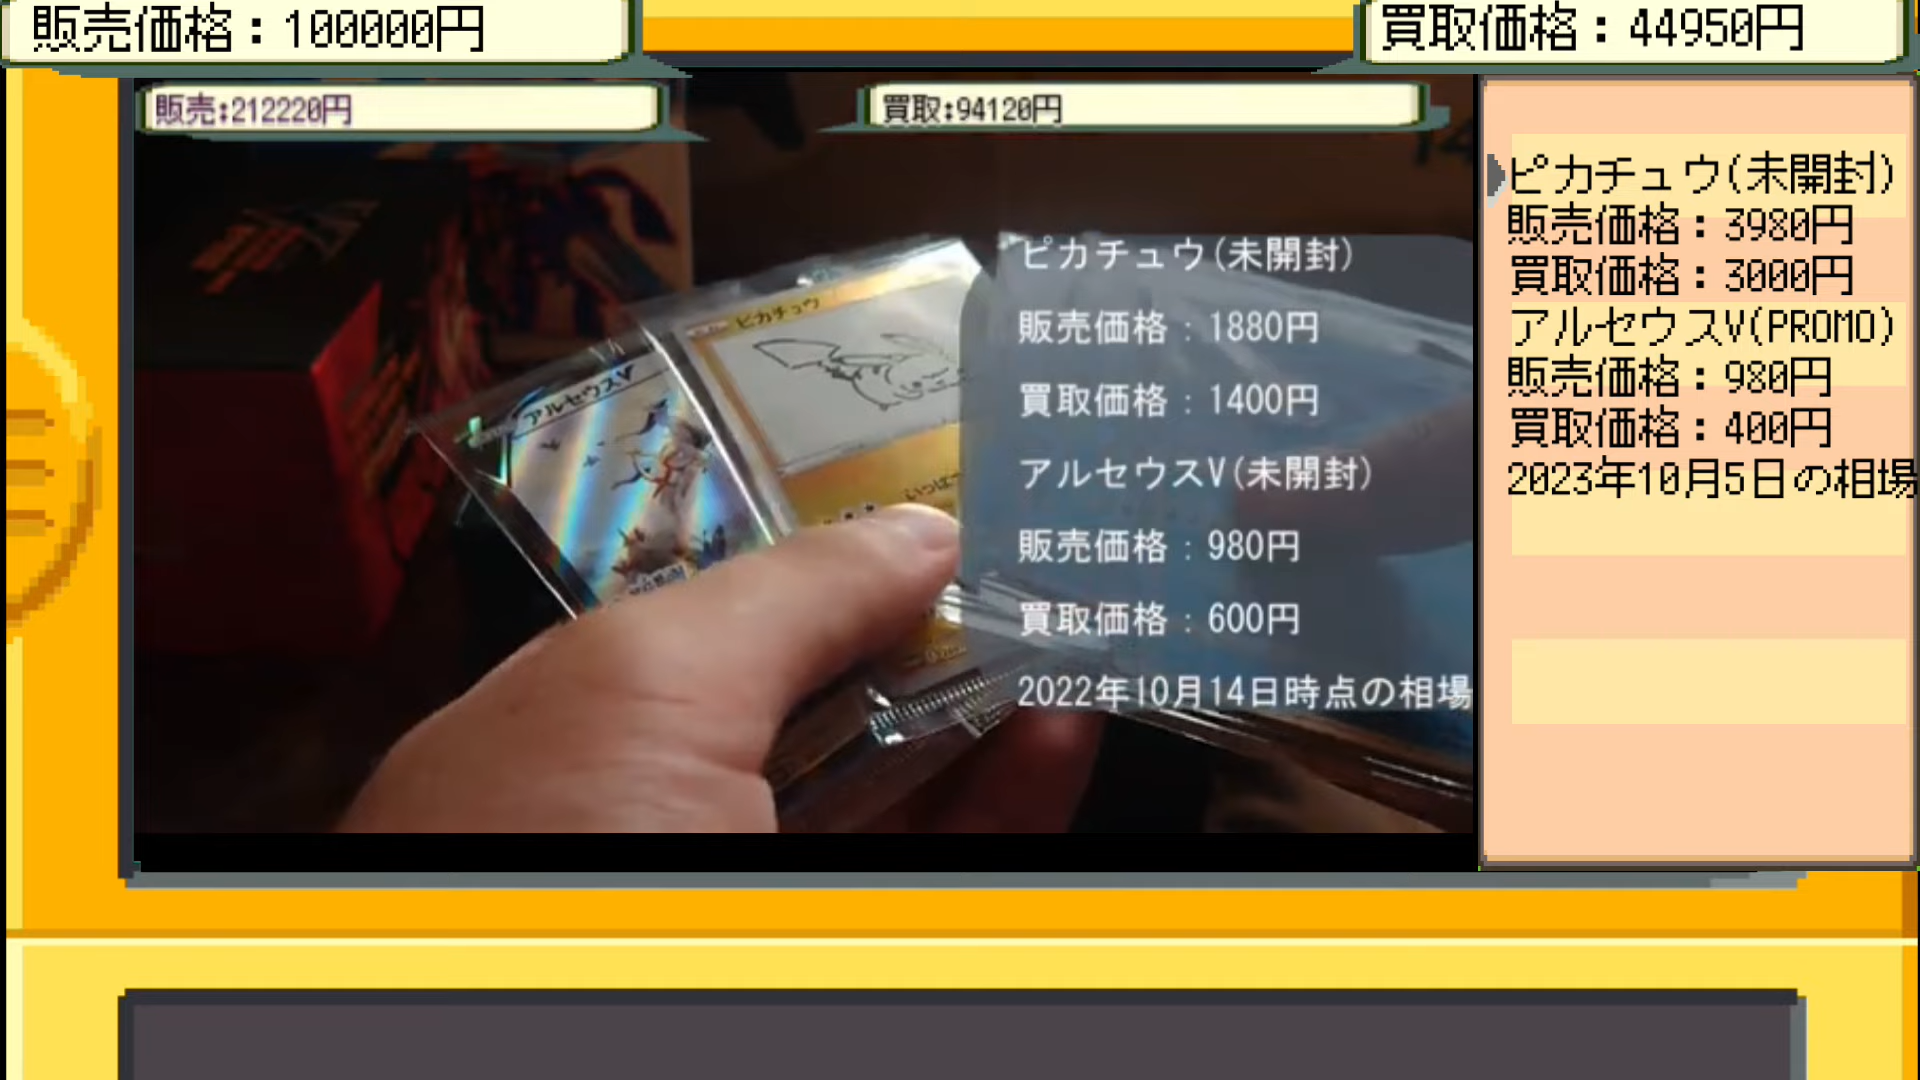 販売価格：100000円
買取価格：44950円
販売:212220円
買取:94120円
ピカチュウ(未開封)
販売価格：1880円
買取価格：1400円
アルセウスV(未開封)
販売価格：980円
買取価格：600円
2022年10月14日時点の相場
ピカチュウ
アルセウスV
いっぱー
ピカチュウ(未開封)
販売価格：3980円
買取価格：3000円
アルセウスV(PROMO)
販売価格：980円
買取価格：400円
2023年10月5日の相場